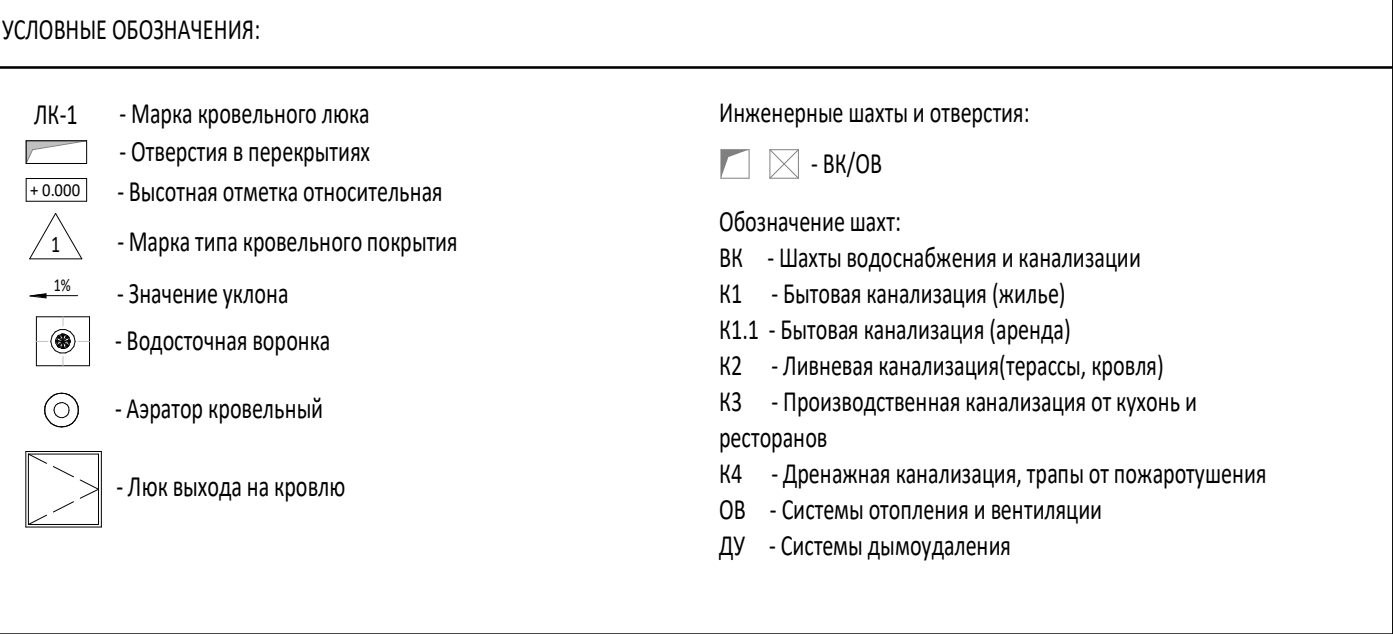 УСЛОВНЫЕ ОБОЗНАЧЕНИЯ:
ЛК-1 - Марка кровельного люка
- Отверстия в перекрытиях
+ 0.000 - Высотная отметка относительная
1 - Марка типа кровельного покрытия
1% - Значение уклона
- Водосточная воронка
- Аэратор кровельный
- Люк выхода на кровлю
Инженерные шахты и отверстия:
- ВК/ОВ
Обозначение шахт:
ВК - Шахты водоснабжения и канализации
К1 - Бытовая канализация (жилье)
К1.1 - Бытовая канализация (аренда)
К2 - Ливневая канализация(терассы, кровля)
К3 - Производственная канализация от кухонь и
ресторанов
К4 - Дренажная канализация, трапы от пожаротушения
ОВ - Системы отопления и вентиляции
ДУ - Системы дымоудаления